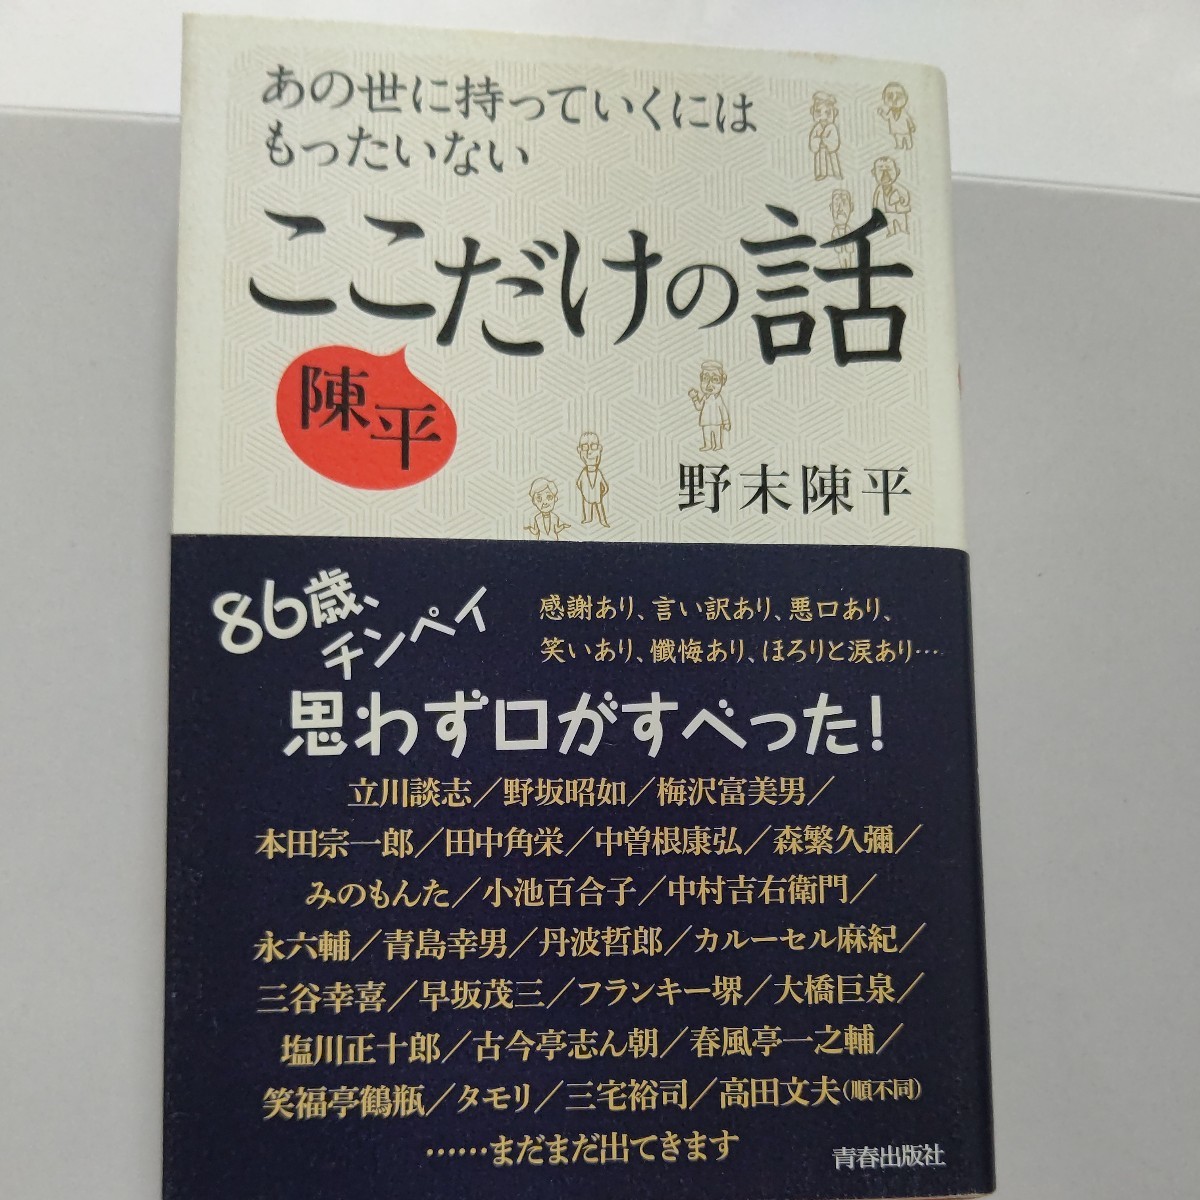 あの世に持っていくには
もったいない
ここだけの話
陳平
野末陳平
86歳、
チンペイ
感謝あり、言い訳あり、悪口あり、
笑いあり、懺悔あり、ほろりと涙あり…
思わず口がすべった!
立川談志/野坂昭如/梅沢富美男/
本田宗一郎/田中角栄/中曽根康弘/森繁久彌/
みのもんた/小池百合子/中村吉右衛門/
永六輔/青島幸男/丹波哲郎/カルーセル麻紀/
三谷幸喜/早坂茂三/フランキー堺/大橋巨泉/
塩川正十郎/古今亭志ん朝/春風亭一之輔/
笑福亭鶴瓶/タモリ/三宅裕司/高田文夫(順不同)
……まだまだ出てきます
青春出版社